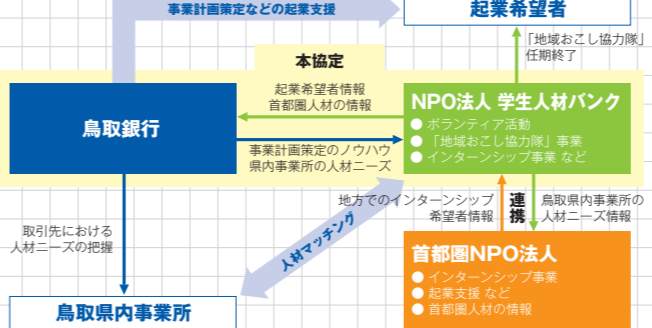 事業計画策定などの起業支援
起業希望者
「地域おこし協力隊」
任期終了
本協定
起業希望者情報
首都圏人材の情報
鳥取銀行
NPO法人 学生人材バンク
● ボランティア活動
● 「地域おこし協力隊」事業
● インターンシップ事業 など
事業計画策定のノウハウ
県内事業所の人材ニーズ
地方でのインターンシップ
希望者情報
連携
鳥取県内事業所の
人材ニーズ情報
取引先における
人材ニーズの把握
人材マッチング
首都圏NPO法人
● インターンシップ事業
● 起業支援 など
● 首都圏人材の情報
鳥取県内事業所